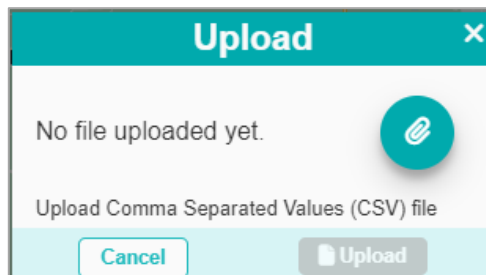 Upload
No file uploaded yet.
Upload Comma Separated Values (CSV) file
Cancel
Upload